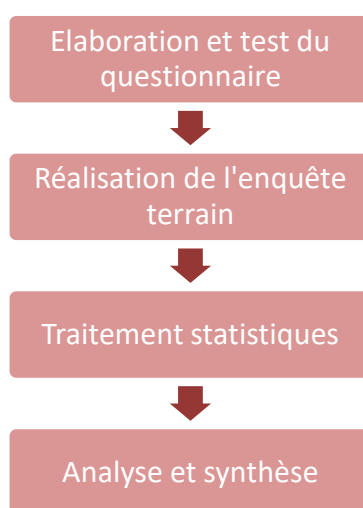 Elaboration et test du
questionnaire
Réalisation de l'enquête
terrain
Traitement statistiques
Analyse et synthèse